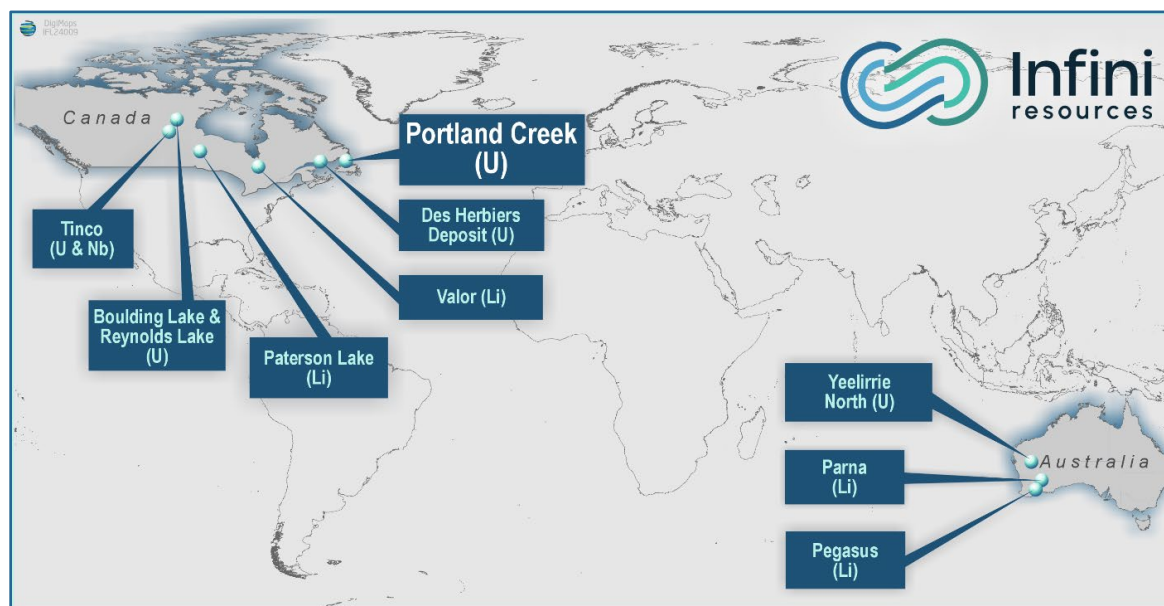 DigiMaps
IFL24009
Infini
resources
Canada
Portland Creek
(U)
Tinco
(U & Nb)
Des Herbiers
Deposit (U)
Boulding Lake &
Reynolds Lake
(U)
Valor (Li)
Paterson Lake
(Li)
Yeelirrie
North (U)
Australia
Parna
(Li)
Pegasus
(Li)